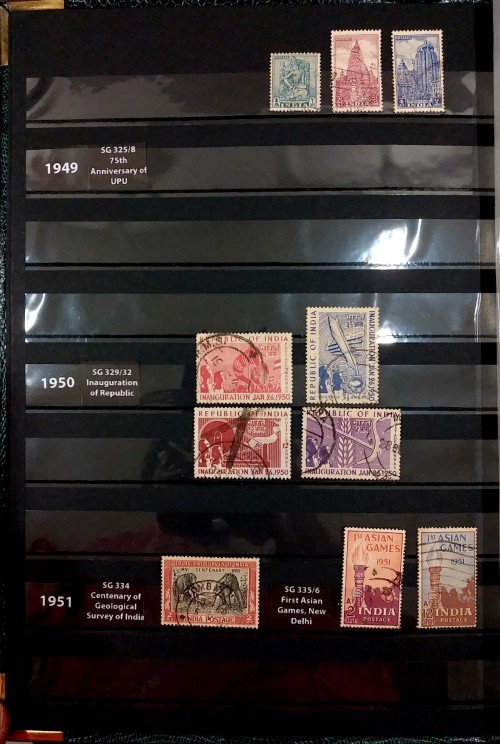 INDIA
INDIA
INDIA
1949
SG 325/8
75th
Anniversary of
UPU
1950
SG 329/32
Inauguration
of Republic
REPUBLIC OF INDIA
INAUGURATION JAN 26.1950
REPUBLIC OF INDIA
INAUGURATION JAN 26.1950
REPUBLIC OF INDIA
INAUGURATION JAN 26.1950
REPUBLIC OF INDIA
INAUGURATION JAN 26.1950
1951
SG 334
Centenary of
Geological
Survey of India
CENTENARY
1951
INDIA POSTAGE
SG 335/6
First Asian
Games, New
Delhi
1ST ASIAN
GAMES
1951
INDIA
POSTAGE
1ST ASIAN
GAMES
1951
INDIA
POSTAGE